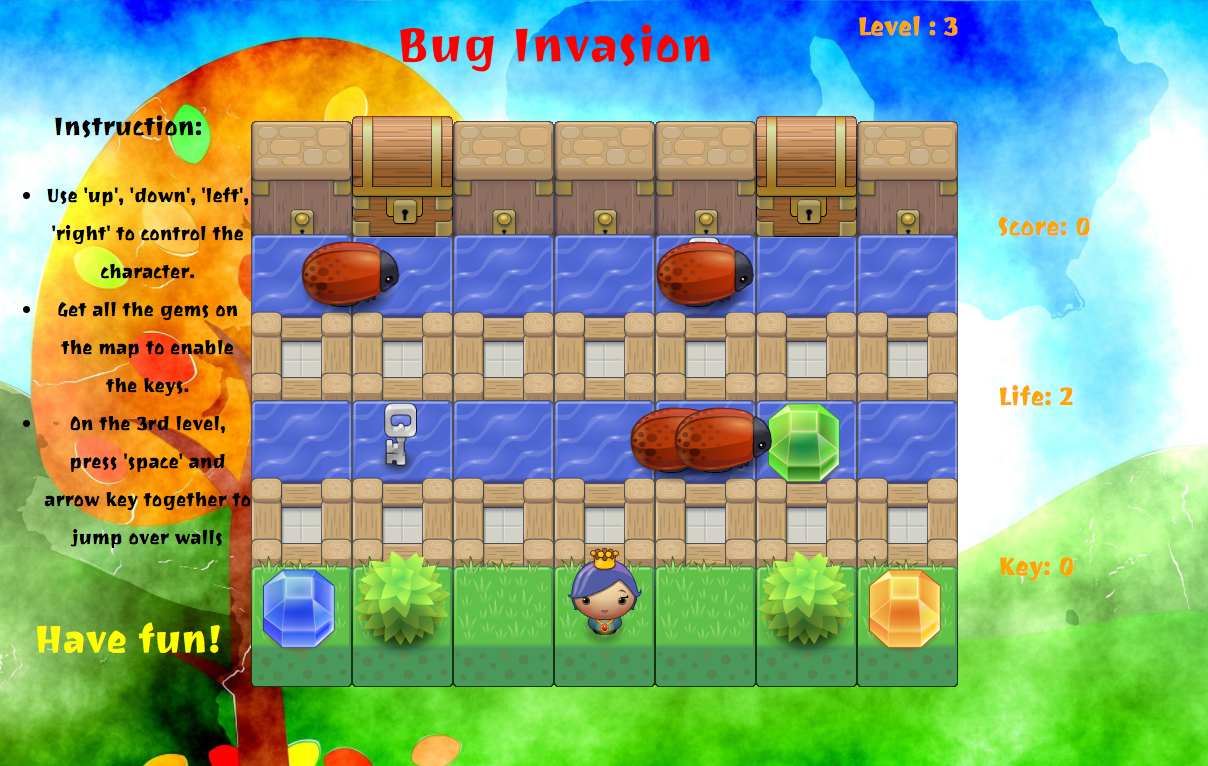 Bug Invasion
Level : 3
Instruction:
• Use 'up', 'down', 'left',
'right' to control the
character.
• Get all the gems on
the map to enable
the keys.
• On the 3rd level,
press 'space' and
arrow key together to
jump over walls
Have fun!
Score: 0
Life: 2
Key: 0